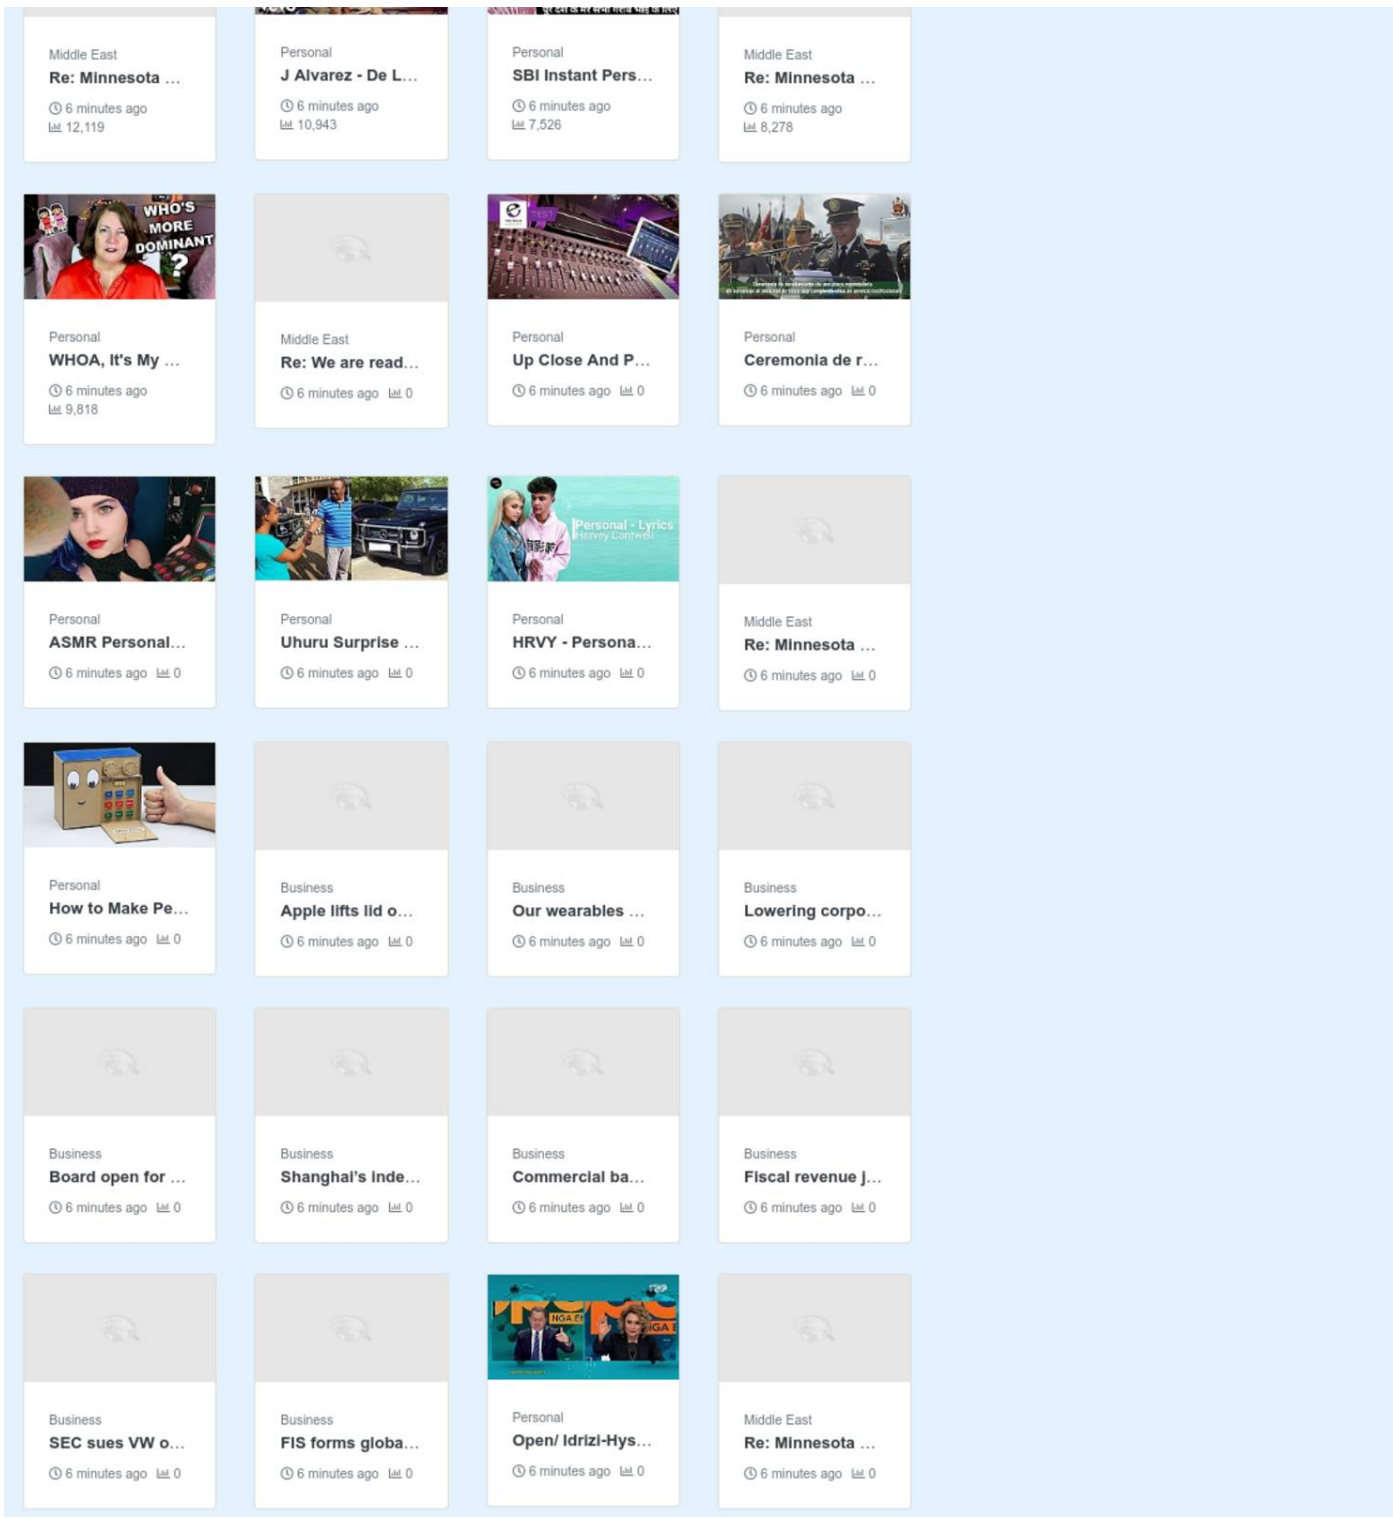 पूरे देश के मेरे सभी गरीब भाई के लिए
Middle East
Re: Minnesota ...
6 minutes ago
12,119
Personal
J Alvarez - De L...
6 minutes ago
10,943
Personal
SBI Instant Pers...
6 minutes ago
7,526
Middle East
Re: Minnesota ...
6 minutes ago
8,278
WHO'S
MORE
DOMINANT
?
Personal
WHOA, It's My ...
6 minutes ago
9,818
Middle East
Re: We are read...
6 minutes ago 0
TEST
Personal
Up Close And P...
6 minutes ago 0
Personal
Ceremonia de r...
6 minutes ago 0
Personal
ASMR Personal...
6 minutes ago 0
Personal
Uhuru Surprise ...
6 minutes ago 0
Personal - Lyrics
Hervey Cantwell
Personal
HRVY - Persona...
6 minutes ago 0
Middle East
Re: Minnesota ...
6 minutes ago 0
Personal
How to Make Pe...
6 minutes ago 0
Business
Apple lifts lid o...
6 minutes ago 0
Business
Our wearables ...
6 minutes ago 0
Business
Lowering corpo...
6 minutes ago 0
Business
Board open for ...
6 minutes ago 0
Business
Shanghai's inde...
6 minutes ago 0
Business
Commercial ba...
6 minutes ago 0
Business
Fiscal revenue j...
6 minutes ago 0
Business
SEC sues VW o...
6 minutes ago 0
Business
FIS forms globa...
6 minutes ago 0
NGA E
IGA E
Personal
Open/ Idrizi-Hys...
6 minutes ago 0
Middle East
Re: Minnesota ...
6 minutes ago 0